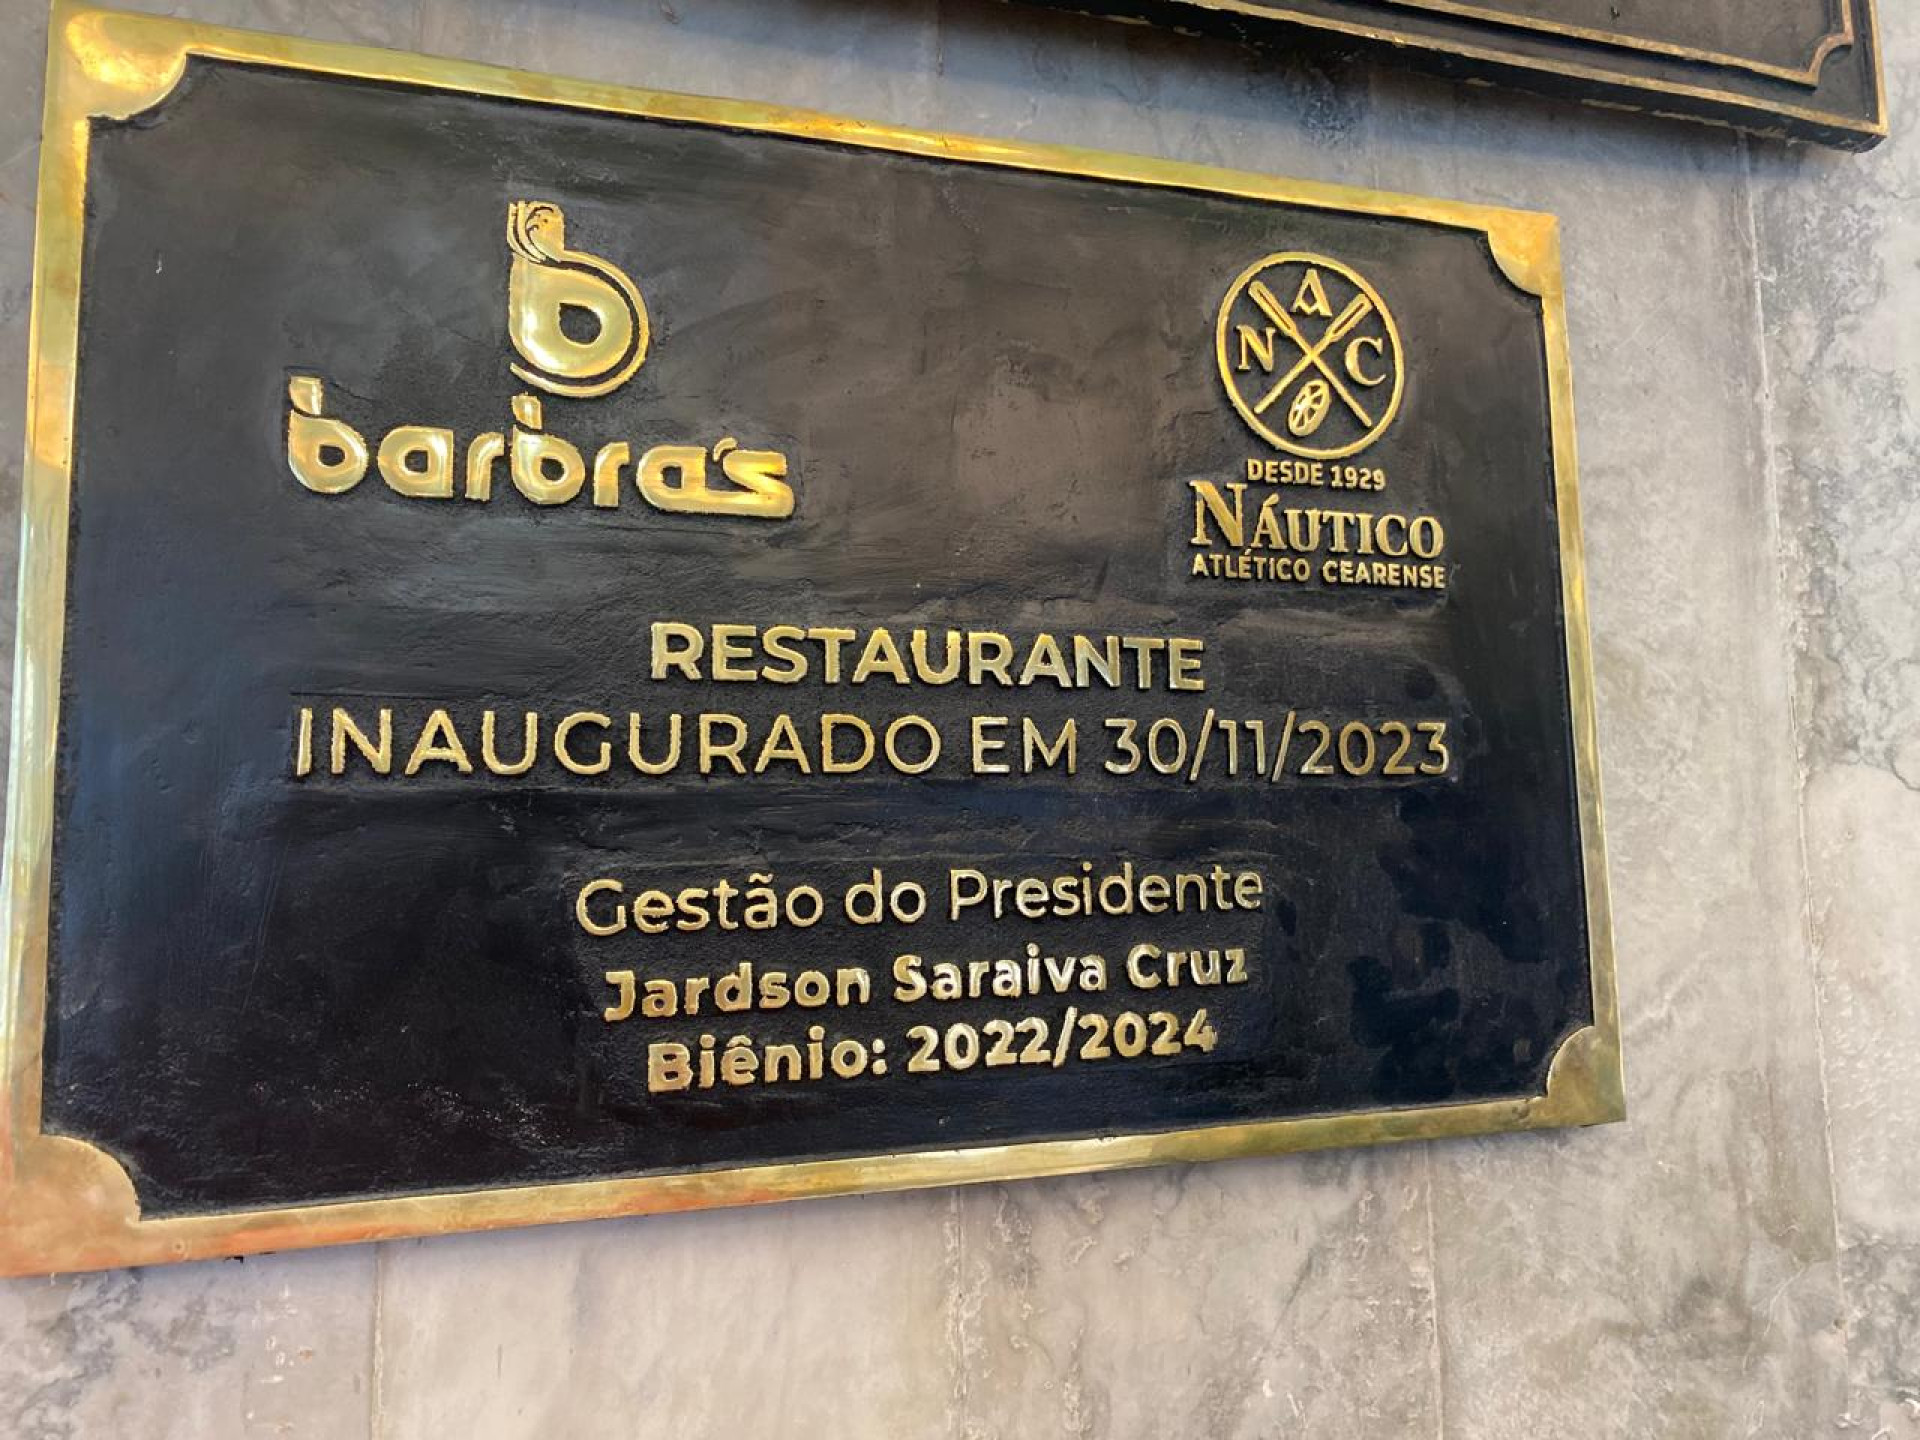 b
barbra's
N A C
DESDE 1929
NÁUTICO
ATLÉTICO CEARENSE
RESTAURANTE
INAUGURADO EM 30/11/2023
Gestão do Presidente
Jardson Saraiva Cruz
Biênio: 2022/2024